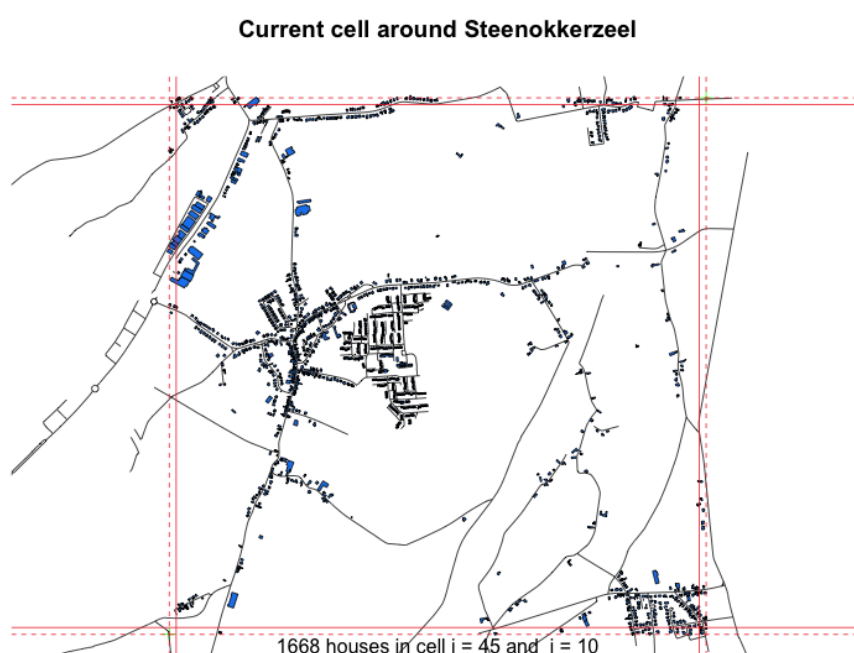 Current cell around Steenokkerzeel
1668 houses in cell i = 45 and  j = 10